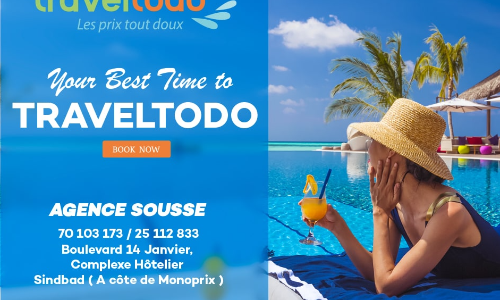 traveltodo
Les prix tout doux
Your Best Time to
TRAVELTODO
BOOK NOW
AGENCE SOUSSE
70 103 173 / 25 112 833
Boulevard 14 Janvier,
Complexe Hôtelier
Sindbad ( A côte de Monoprix )